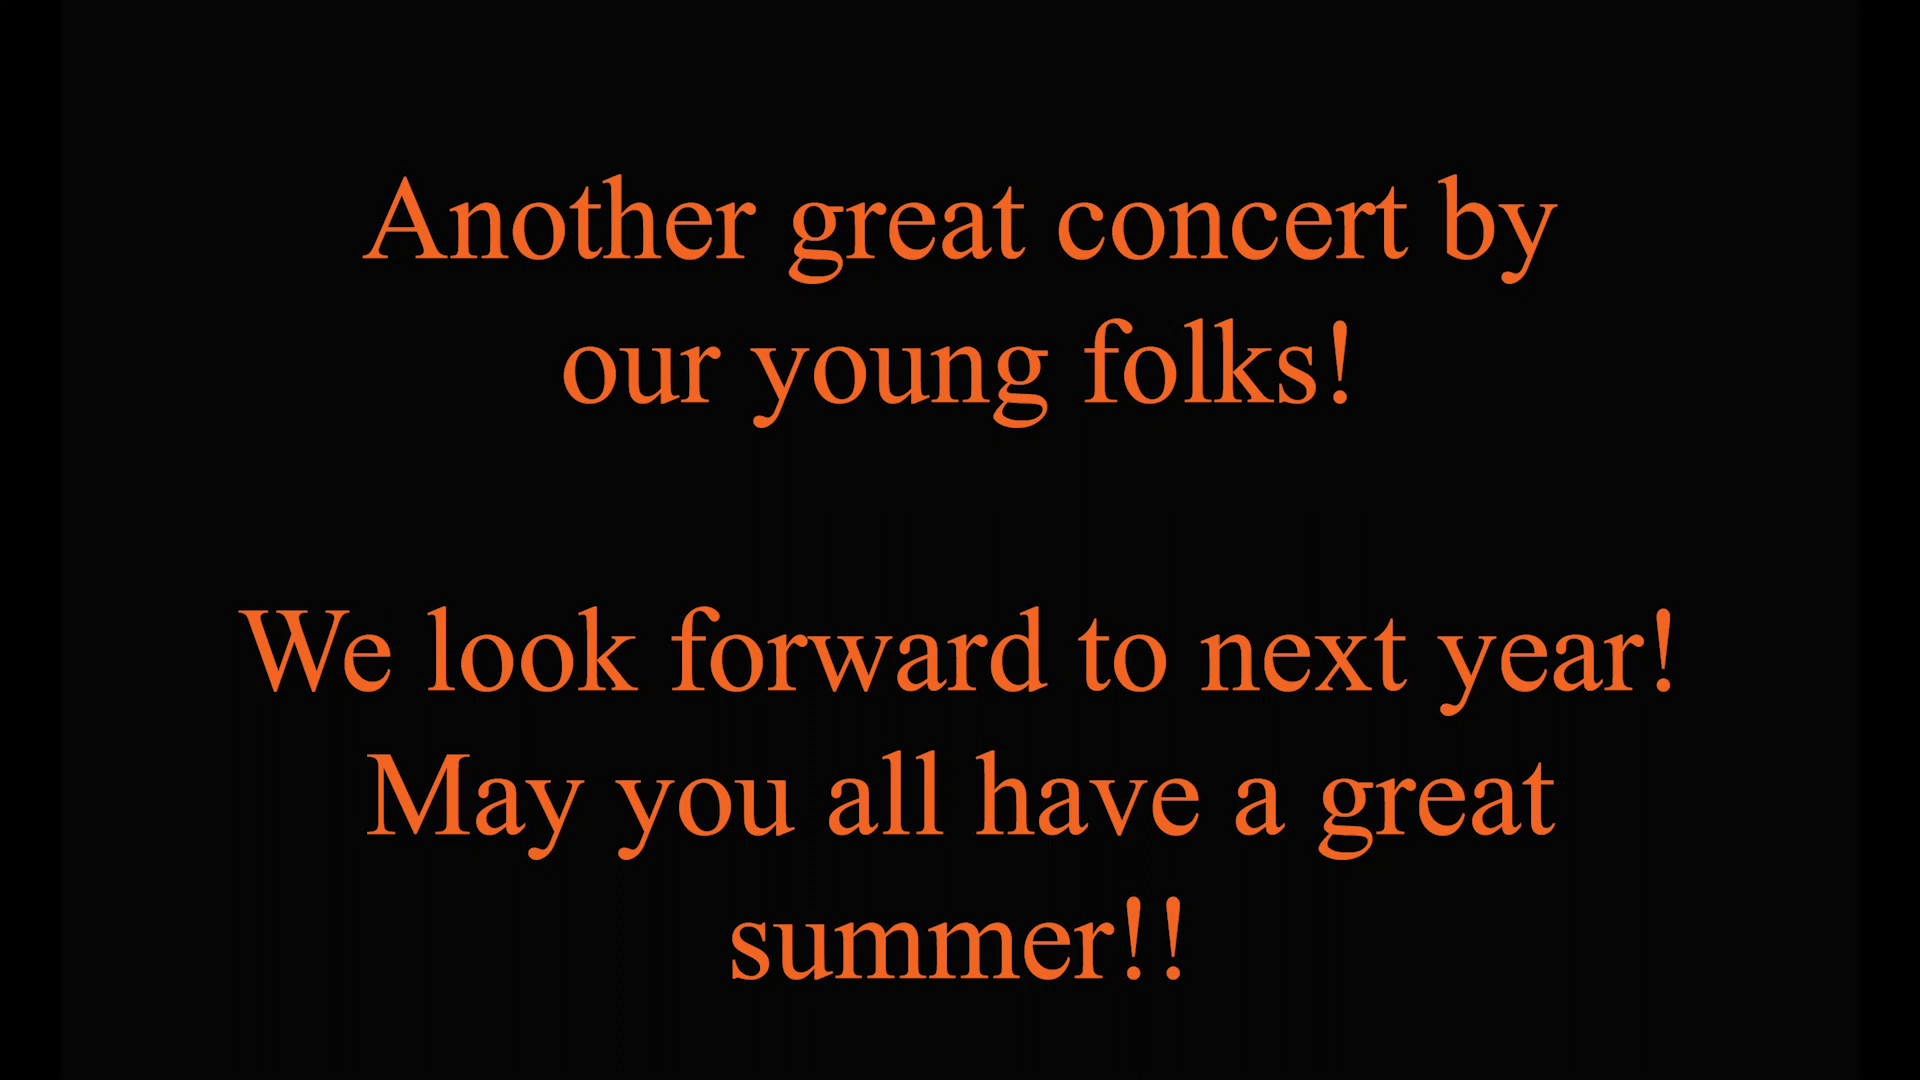 Another great concert by
our young folks!
We look forward to next year!
May you all have a great
summer!!